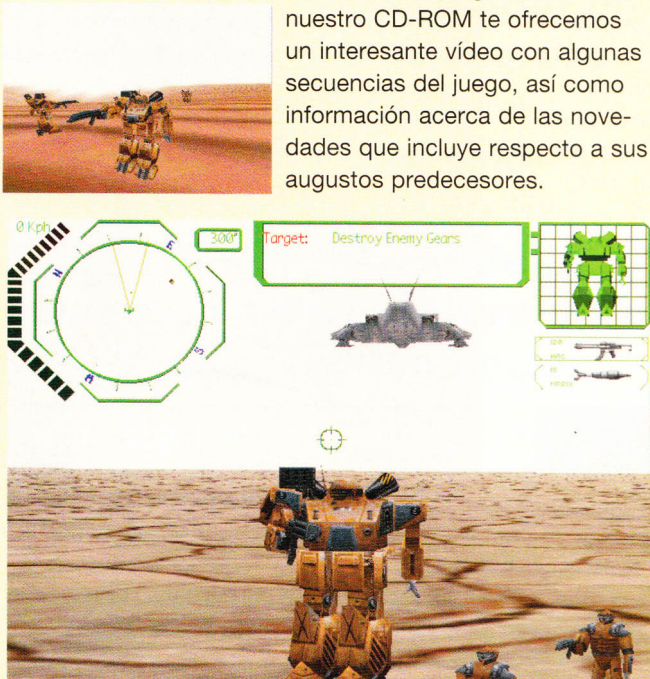 nuestro CD-ROM te ofrecemos
un interesante vídeo con algunas
secuencias del juego, así como
información acerca de las nove-
dades que incluye respecto a sus
augustos predecesores.
0 Kph
300°
Target: Destroy Enemy Gears
N
E
S
W